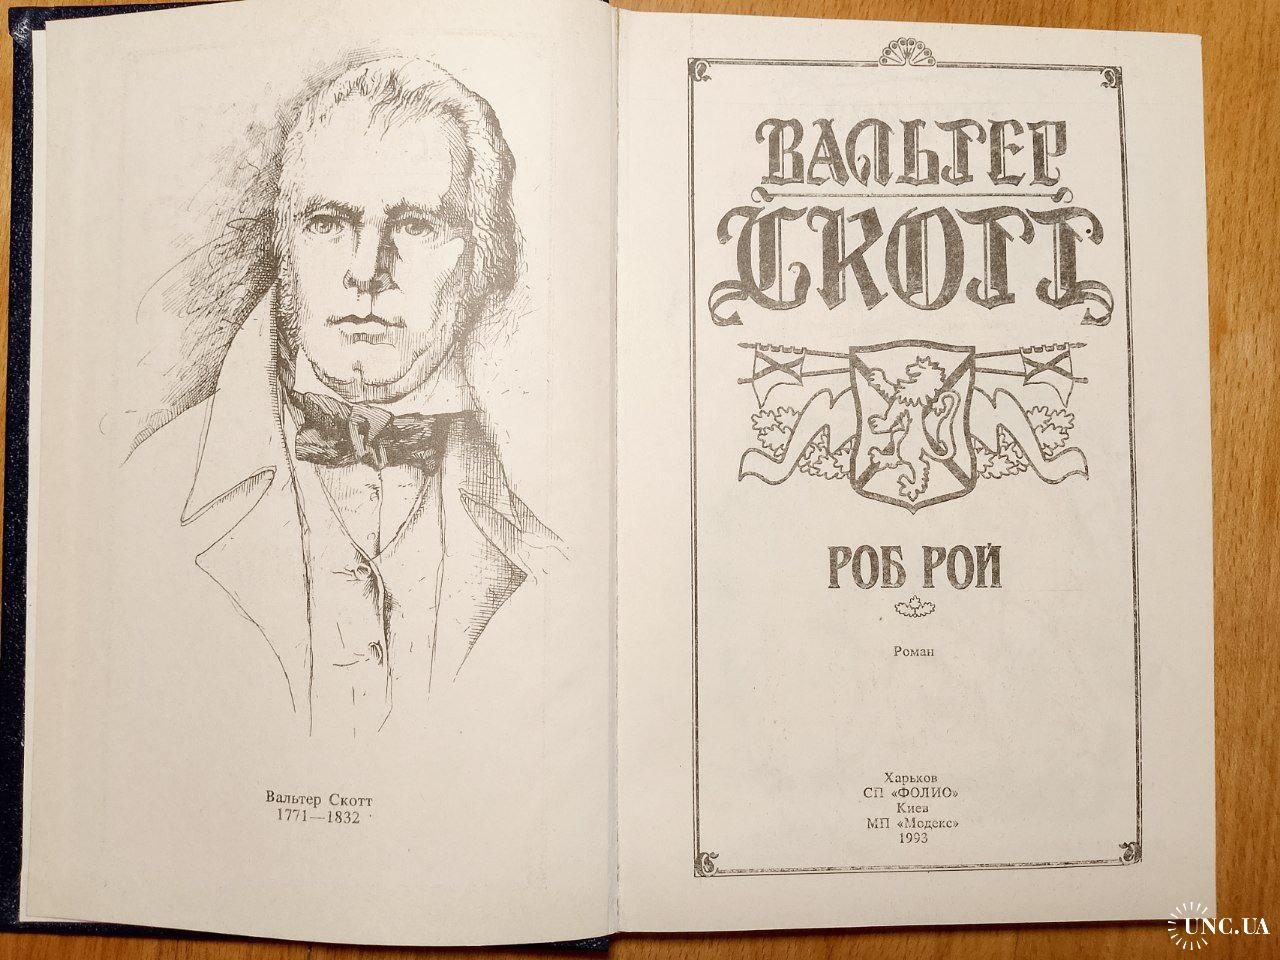 Вальтер Скотт
1771—1832
ВАЛЬТЕР
СКОТТ
РОБ РОЙ
Роман
Харьков
СП «ФОЛИО»
Киев
МП «Модекс»
1993
UNC.UA